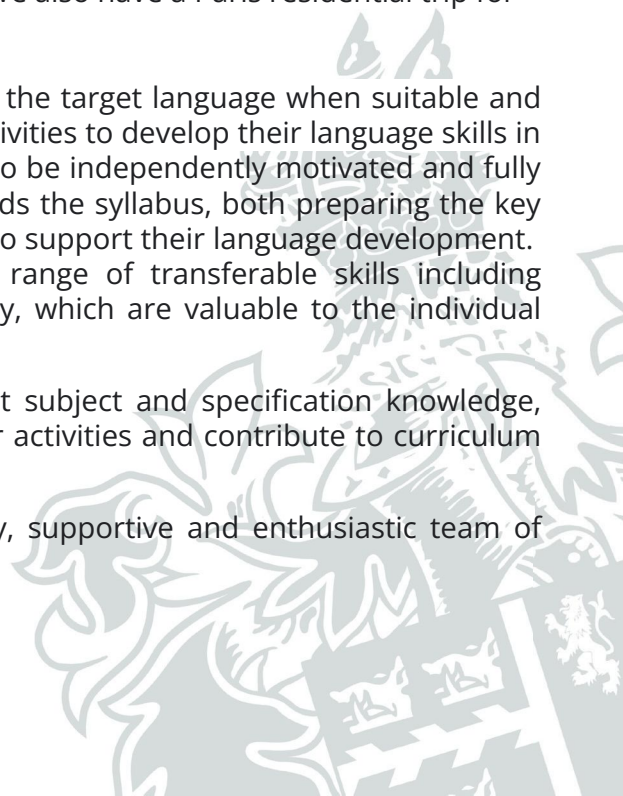 also have a Paris residential trip for
the target language when suitable and
ivities to develop their language skills in
o be independently motivated and fully
ds the syllabus, both preparing the key
o support their language development.
range of transferable skills including
y, which are valuable to the individual
t subject and specification knowledge,
r activities and contribute to curriculum
y, supportive and enthusiastic team of